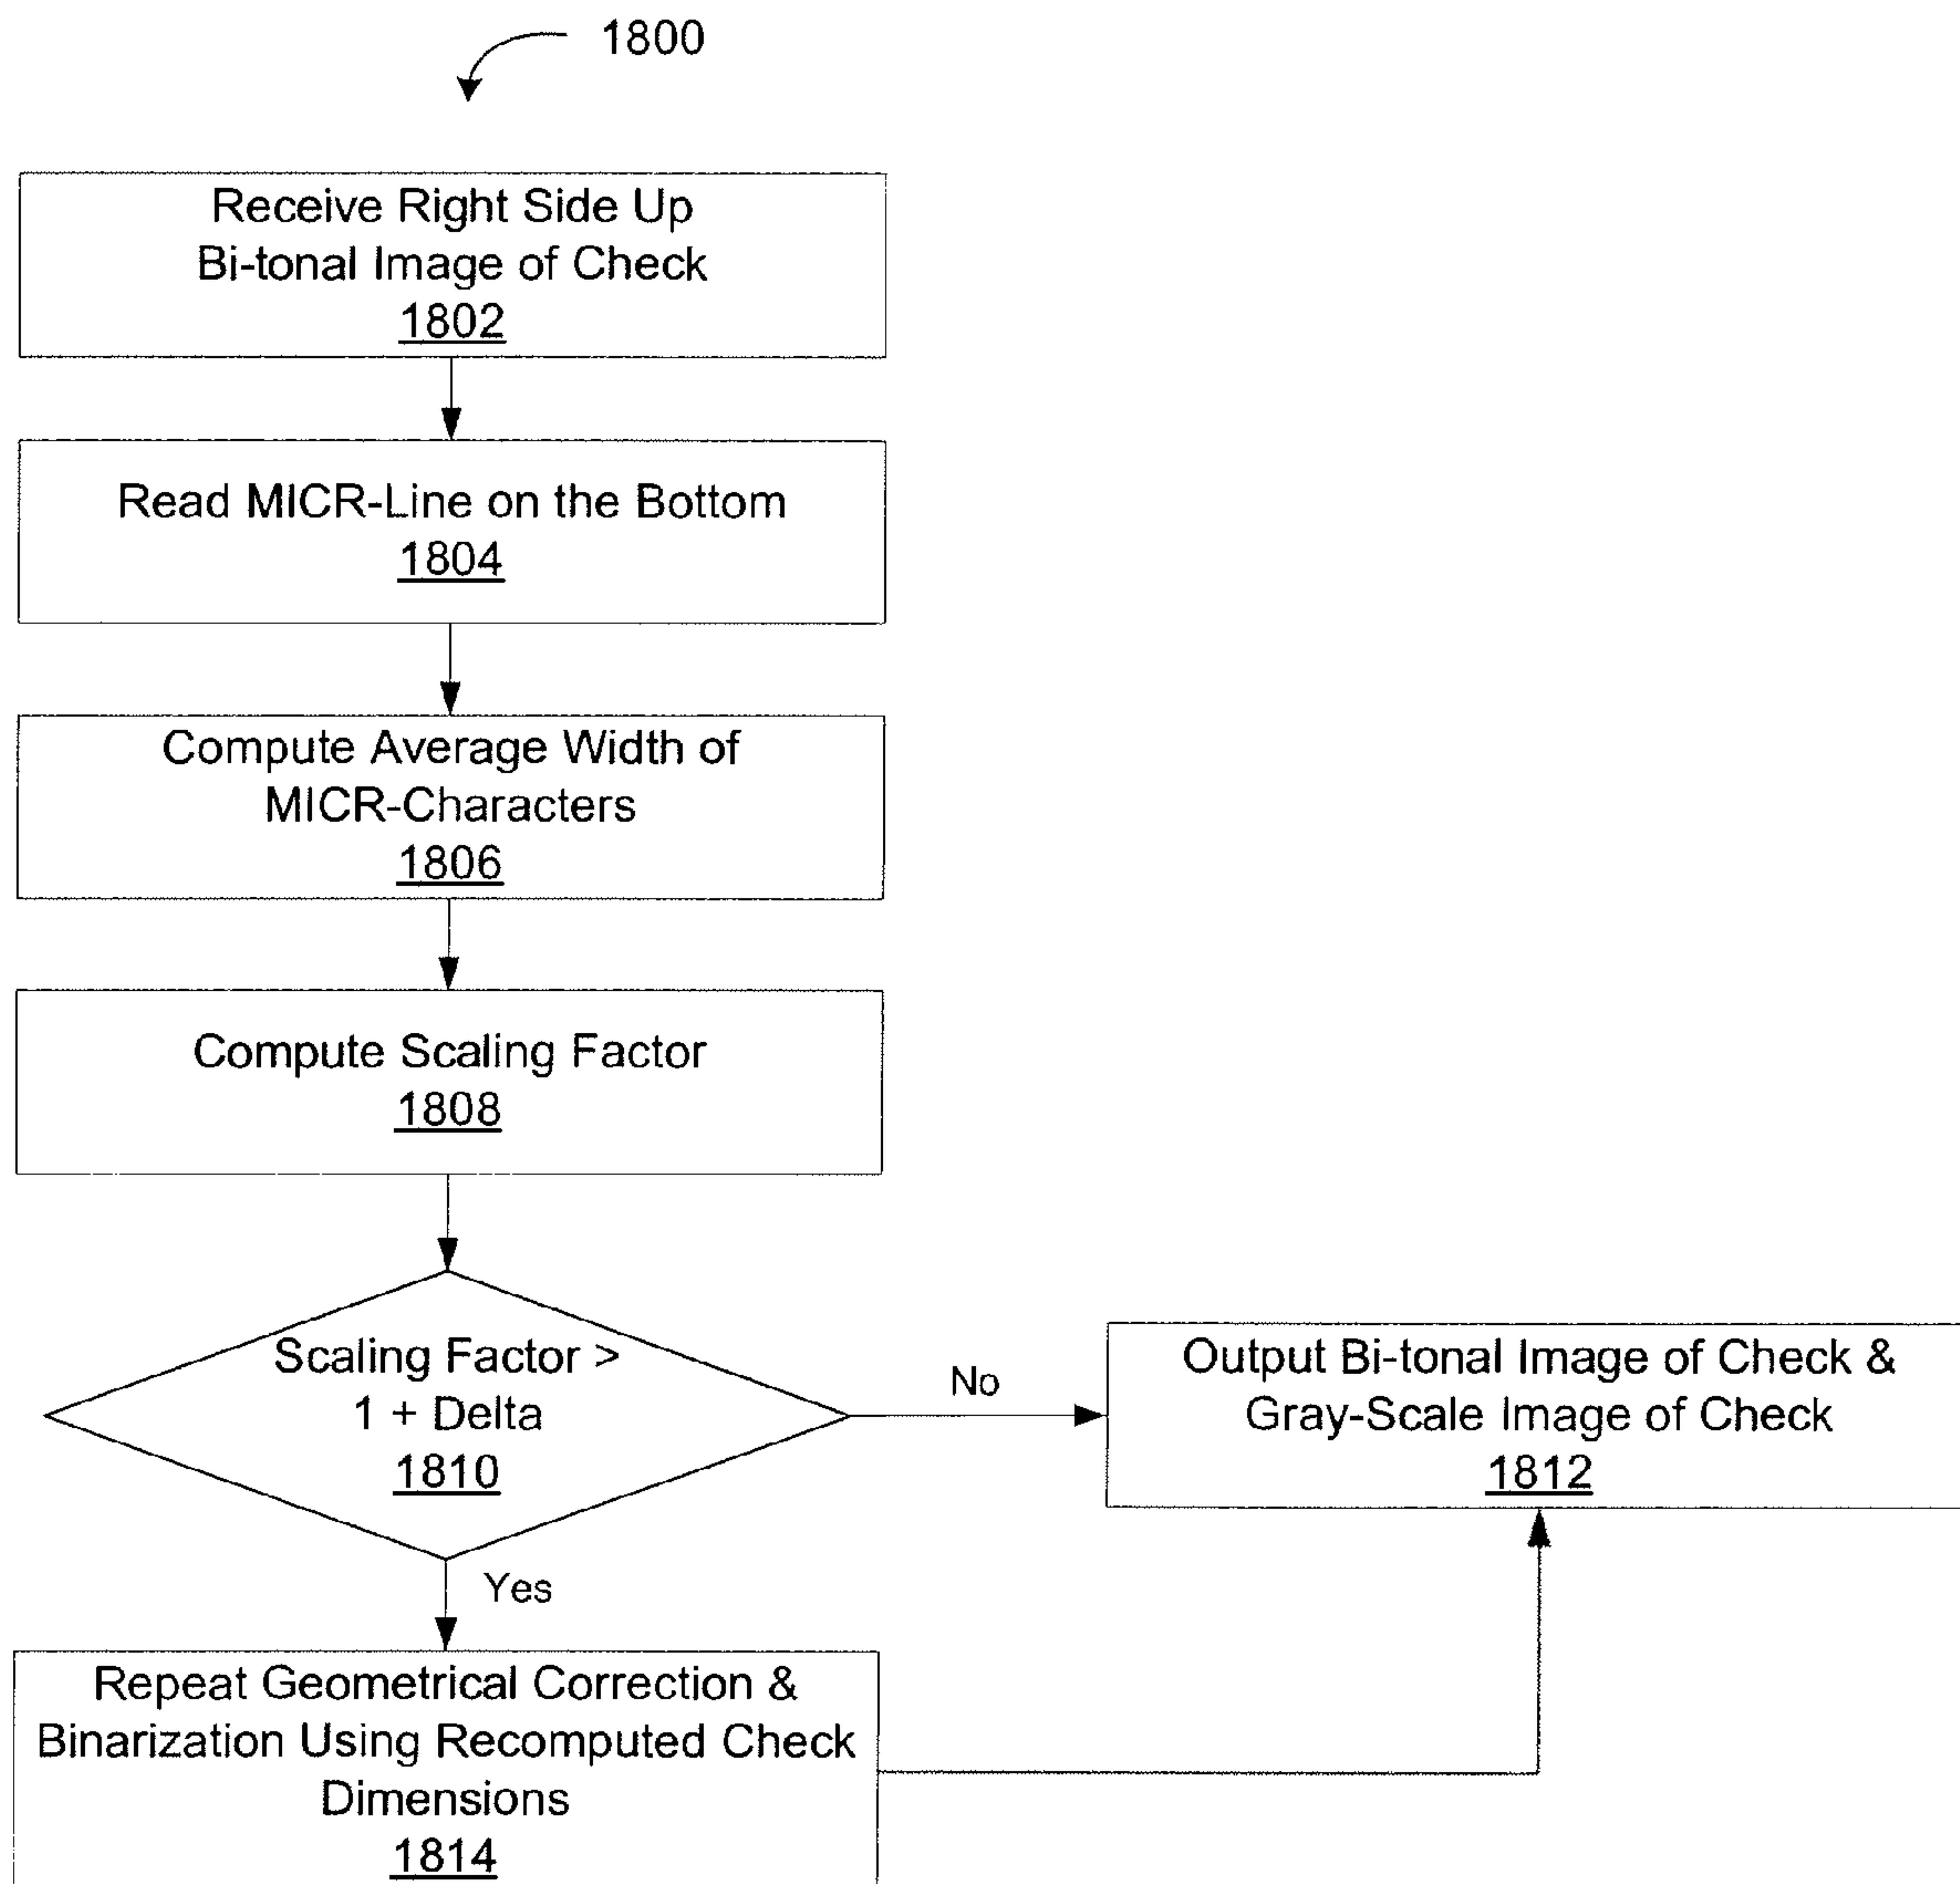 1800
Receive Right Side Up
Bi-tonal Image of Check
1802
Read MICR-Line on the Bottom
1804
Compute Average Width of
MICR-Characters
1806
Compute Scaling Factor
1808
Scaling Factor >
1 + Delta
1810
No
Output Bi-tonal Image of Check &
Gray-Scale Image of Check
1812
Yes
Repeat Geometrical Correction &
Binarization Using Recomputed Check
Dimensions
1814